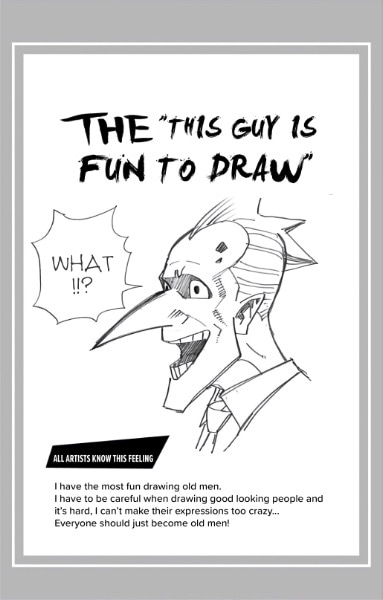 THE "THIS GUY IS
FUN TO DRAW"
WHAT
!!?
ALL ARTISTS KNOW THIS FEELING
I have the most fun drawing old men.
I have to be careful when drawing good looking people and
it's hard, I can't make their expressions too crazy...
Everyone should just become old men!